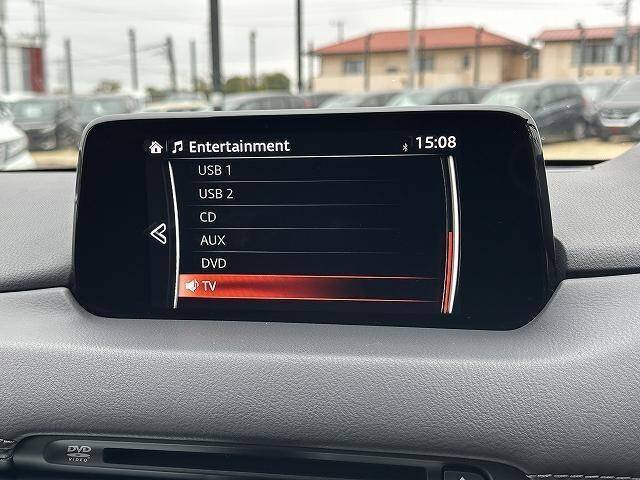 Entertainment 15:08
USB 1
USB 2
CD
AUX
DVD
TV
DVD
VIDEO